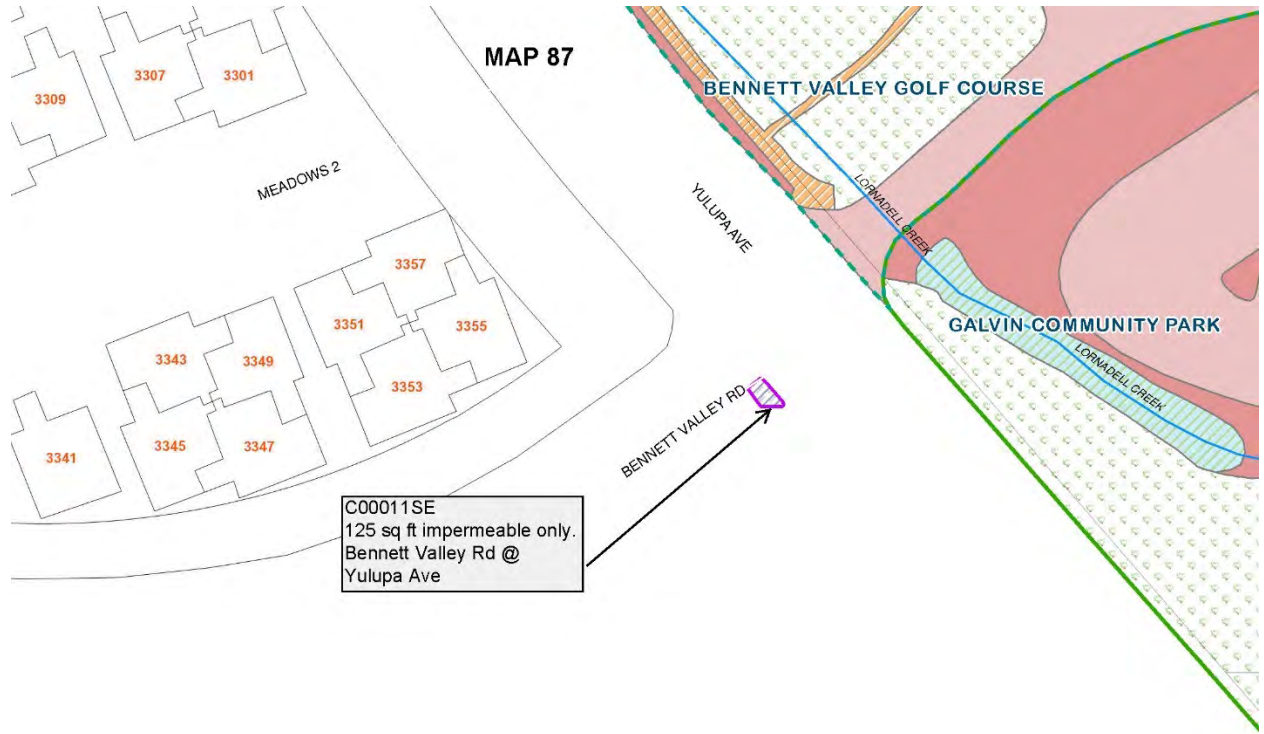 MAP 87
3309
3307
3301
BENNETT VALLEY GOLF COURSE
MEADOWS 2
YULUPA AVE
LORNADELL CREEK
3357
3351
3355
3353
GALVIN COMMUNITY PARK
LORNADELL CREEK
3343
3349
3345
3347
3341
BENNETT VALLEY RD
C00011SE
125 sq ft impermeable only.
Bennett Valley Rd @
Yulupa Ave